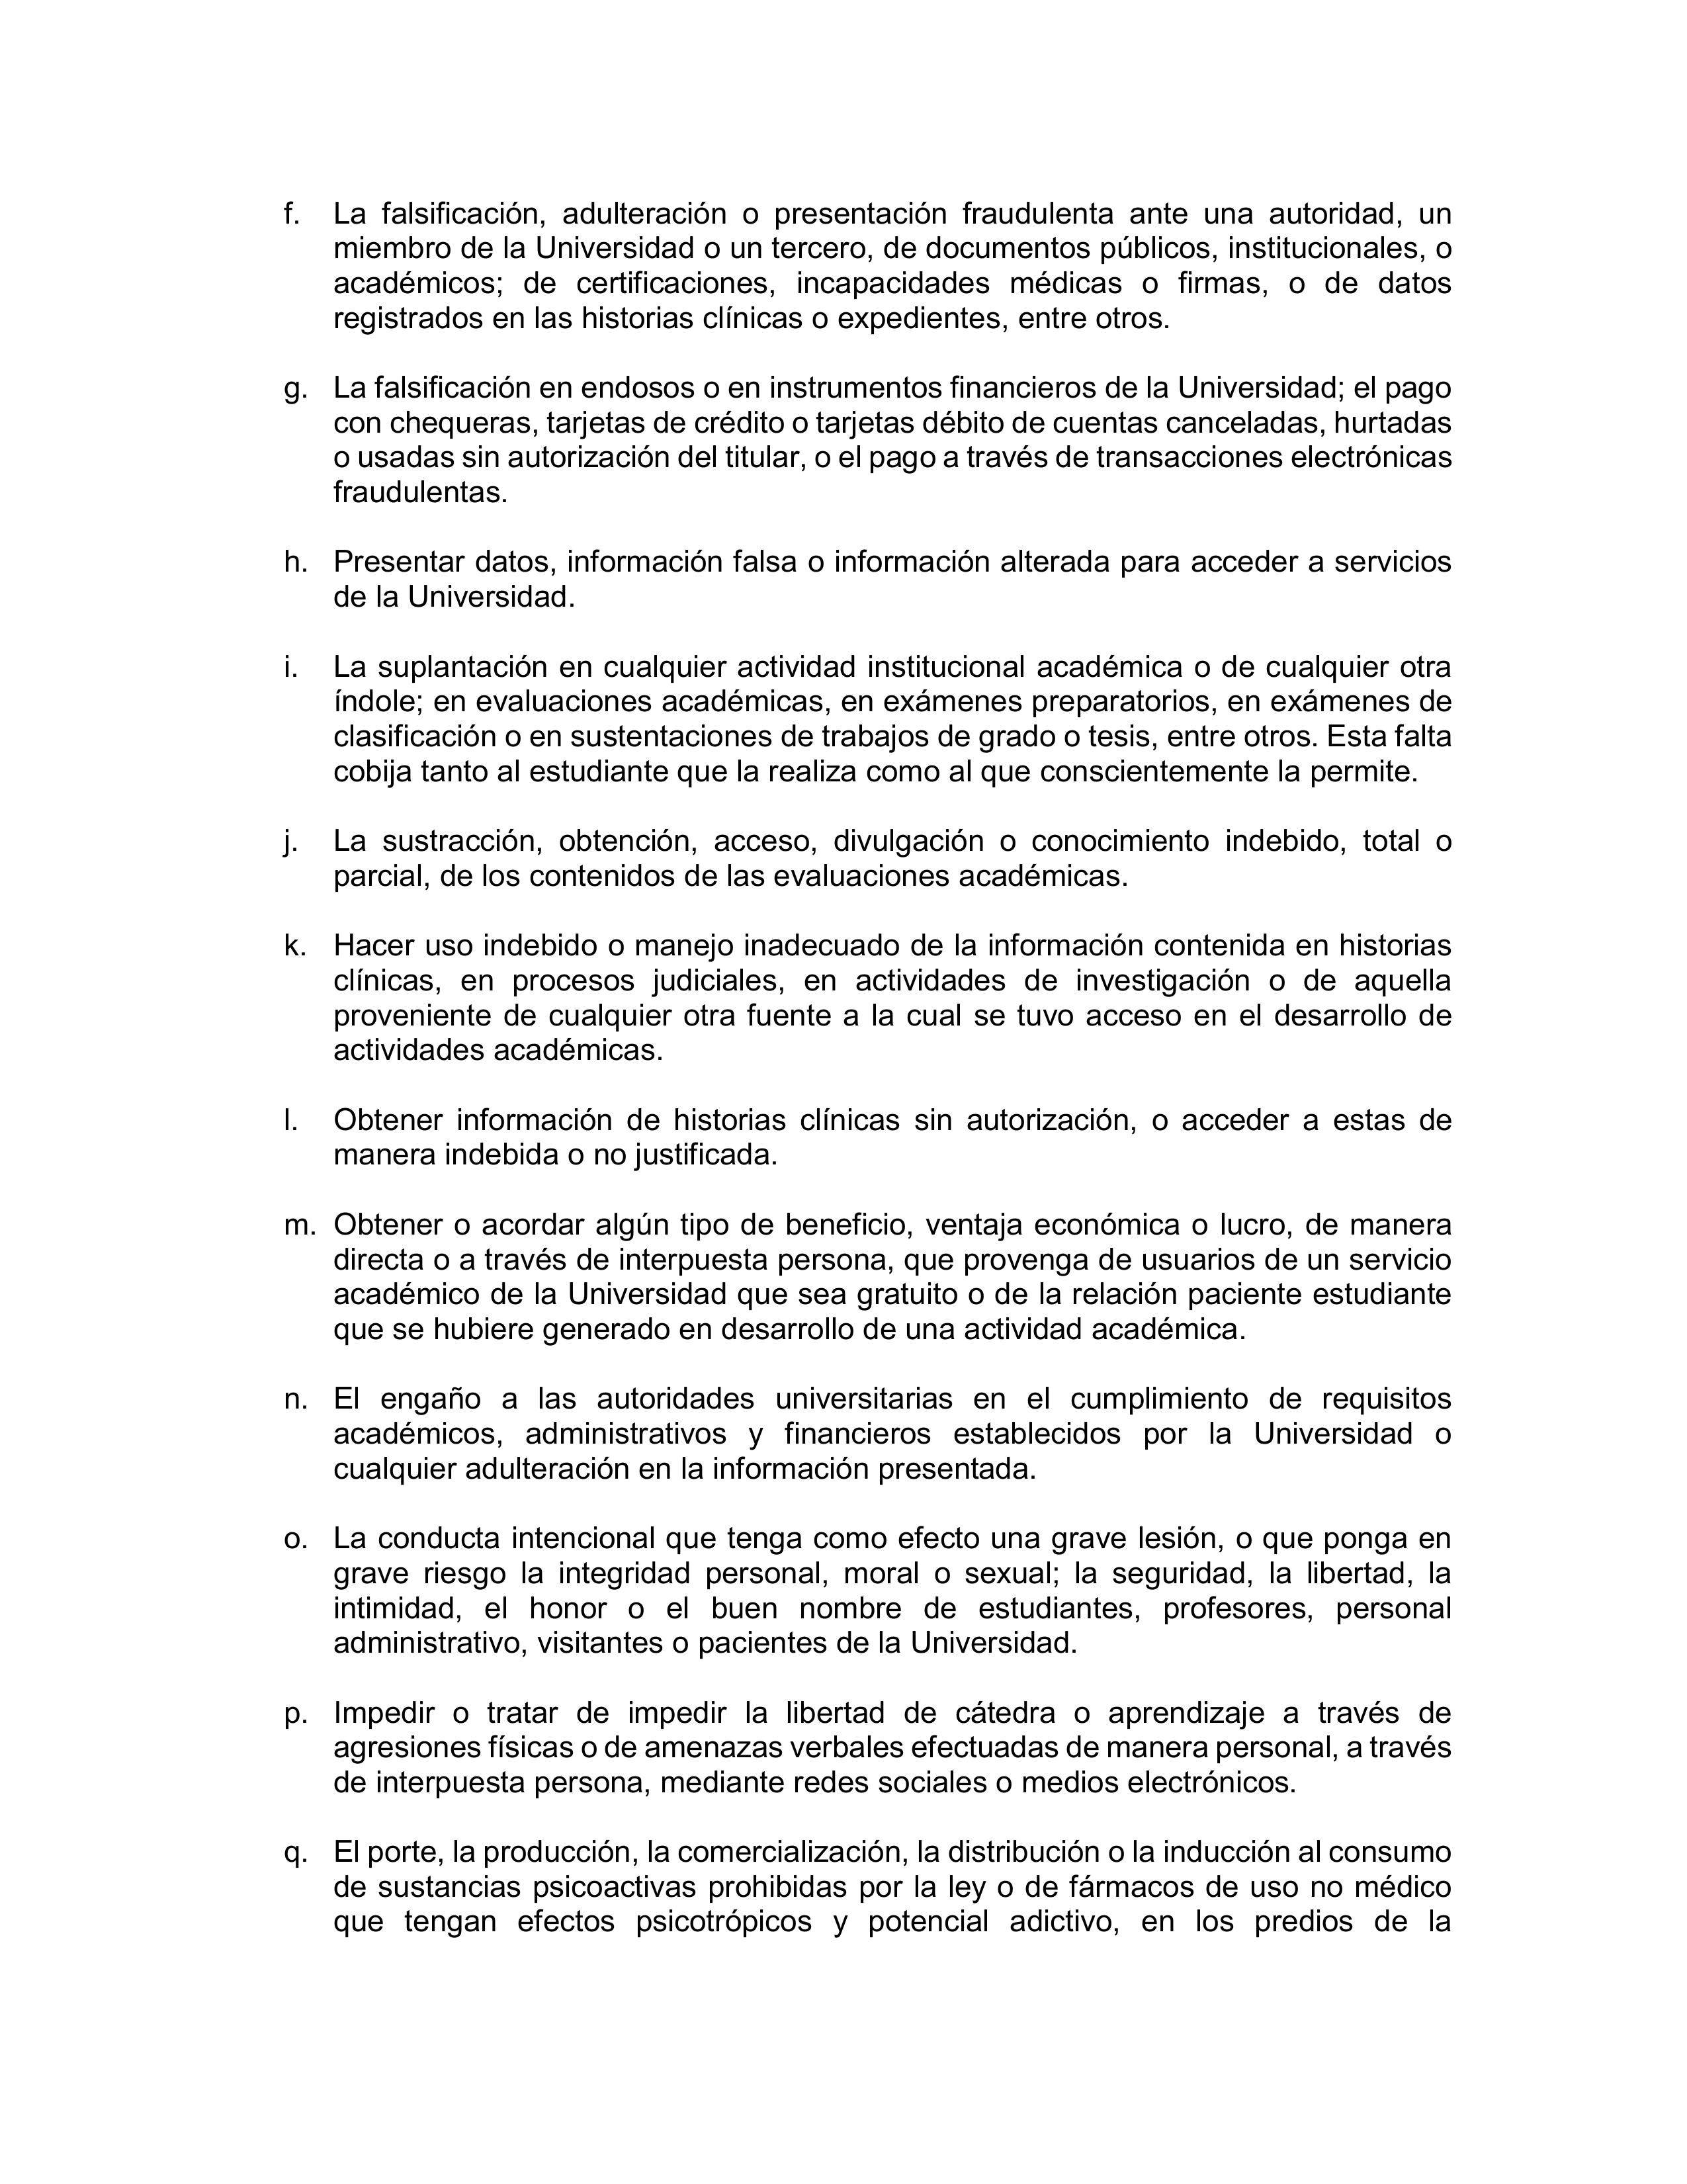 f. La falsificación, adulteración o presentación fraudulenta ante una autoridad, un
miembro de la Universidad o un tercero, de documentos públicos, institucionales, o
académicos; de certificaciones, incapacidades médicas o firmas, o de datos
registrados en las historias clínicas o expedientes, entre otros.
g. La falsificación en endosos o en instrumentos financieros de la Universidad; el pago
con chequeras, tarjetas de crédito o tarjetas débito de cuentas canceladas, hurtadas
o usadas sin autorización del titular, o el pago a través de transacciones electrónicas
fraudulentas.
h. Presentar datos, información falsa o información alterada para acceder a servicios
de la Universidad.
i. La suplantación en cualquier actividad institucional académica o de cualquier otra
índole; en evaluaciones académicas, en exámenes preparatorios, en exámenes de
clasificación o en sustentaciones de trabajos de grado o tesis, entre otros. Esta falta
cobija tanto al estudiante que la realiza como al que conscientemente la permite.
j. La sustracción, obtención, acceso, divulgación o conocimiento indebido, total o
parcial, de los contenidos de las evaluaciones académicas.
k. Hacer uso indebido o manejo inadecuado de la información contenida en historias
clínicas, en procesos judiciales, en actividades de investigación o de aquella
proveniente de cualquier otra fuente a la cual se tuvo acceso en el desarrollo de
actividades académicas.
l. Obtener información de historias clínicas sin autorización, o acceder a estas de
manera indebida o no justificada.
m. Obtener o acordar algún tipo de beneficio, ventaja económica o lucro, de manera
directa o a través de interpuesta persona, que provenga de usuarios de un servicio
académico de la Universidad que sea gratuito o de la relación paciente estudiante
que se hubiere generado en desarrollo de una actividad académica.
n. El engaño a las autoridades universitarias en el cumplimiento de requisitos
académicos, administrativos y financieros establecidos por la Universidad o
cualquier adulteración en la información presentada.
o. La conducta intencional que tenga como efecto una grave lesión, o que ponga en
grave riesgo la integridad personal, moral o sexual; la seguridad, la libertad, la
intimidad, el honor o el buen nombre de estudiantes, profesores, personal
administrativo, visitantes o pacientes de la Universidad.
p. Impedir o tratar de impedir la libertad de cátedra o aprendizaje a través de
agresiones físicas o de amenazas verbales efectuadas de manera personal, a través
de interpuesta persona, mediante redes sociales o medios electrónicos.
q. El porte, la producción, la comercialización, la distribución o la inducción al consumo
de sustancias psicoactivas prohibidas por la ley o de fármacos de uso no médico
que tengan efectos psicotrópicos y potencial adictivo, en los predios de la